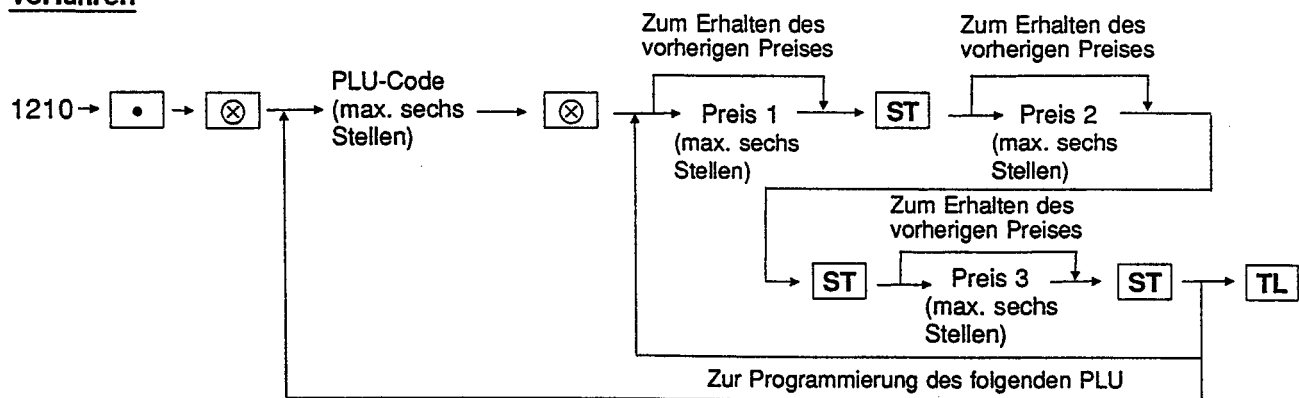 Verfahren
Zum Erhalten des
vorherigen Preises
Zum Erhalten des
vorherigen Preises
1210
PLU-Code
(max. sechs
Stellen)
Preis 1
(max. sechs
Stellen)
ST
Preis 2
(max. sechs
Stellen)
Zum Erhalten des
vorherigen Preises
ST
Preis 3
(max. sechs
Stellen)
ST
TL
Zur Programmierung des folgenden PLU